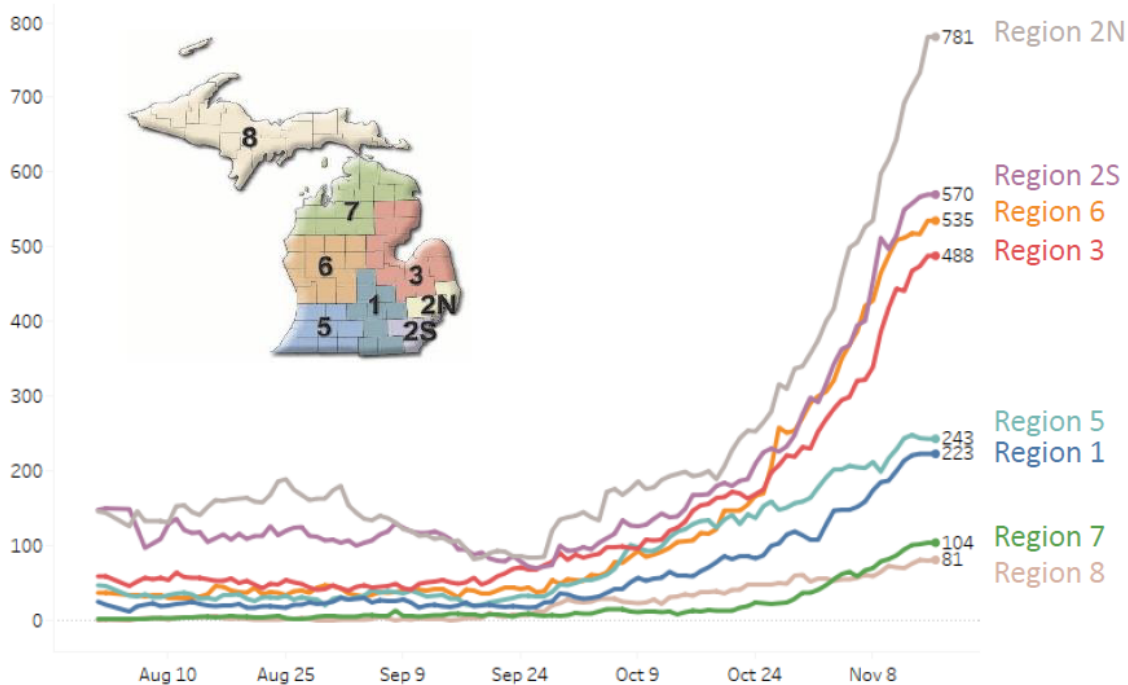 800
700
600
500
400
300
200
100
0
8
7
6
3
1
2N
5
2S
781
Region 2N
570
Region 2S
535
Region 6
488
Region 3
243
Region 5
223
Region 1
104
Region 7
81
Region 8
Aug 10 Aug 25 Sep 9 Sep 24 Oct 9 Oct 24 Nov 8